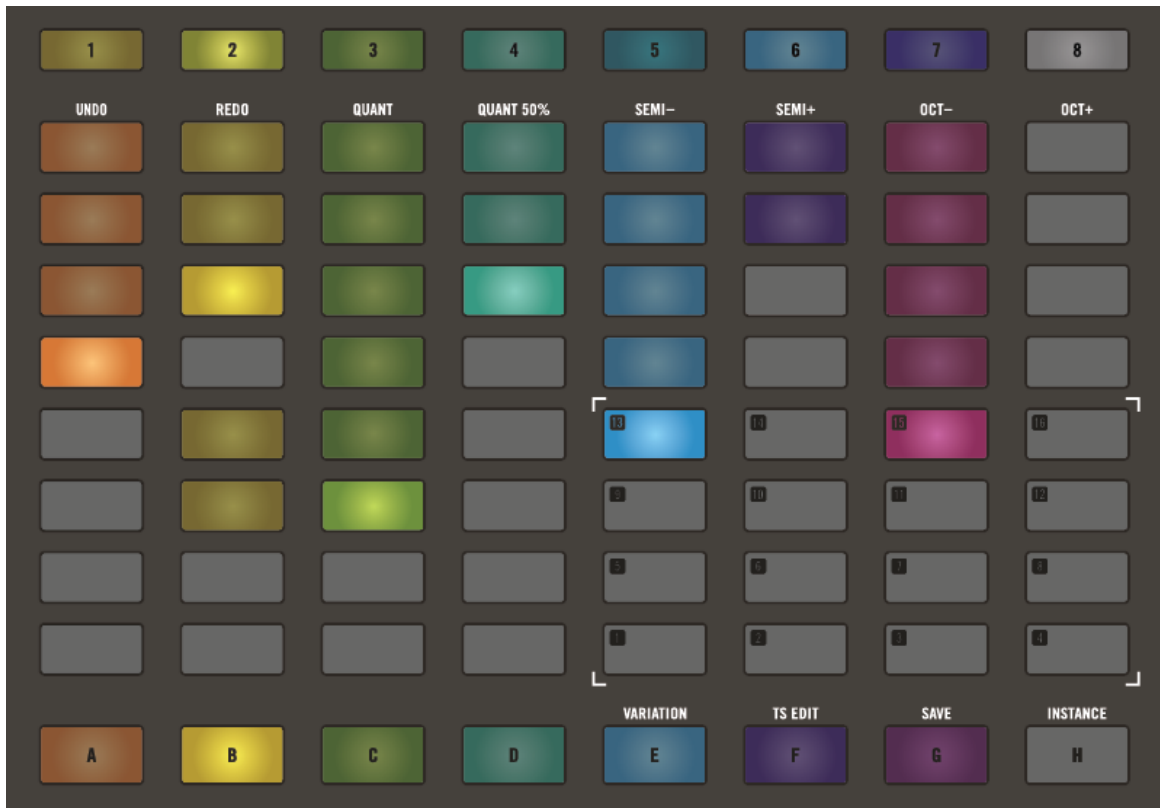 1 2 3 4 5 6 7 8
UNDO REDO QUANT QUANT 50% SEMI− SEMI+ OCT− OCT+
13 14 15 16
9 10 11 12
5 6 7 8
1 2 3 4
VARIATION TS EDIT SAVE INSTANCE
A B C D E F G H